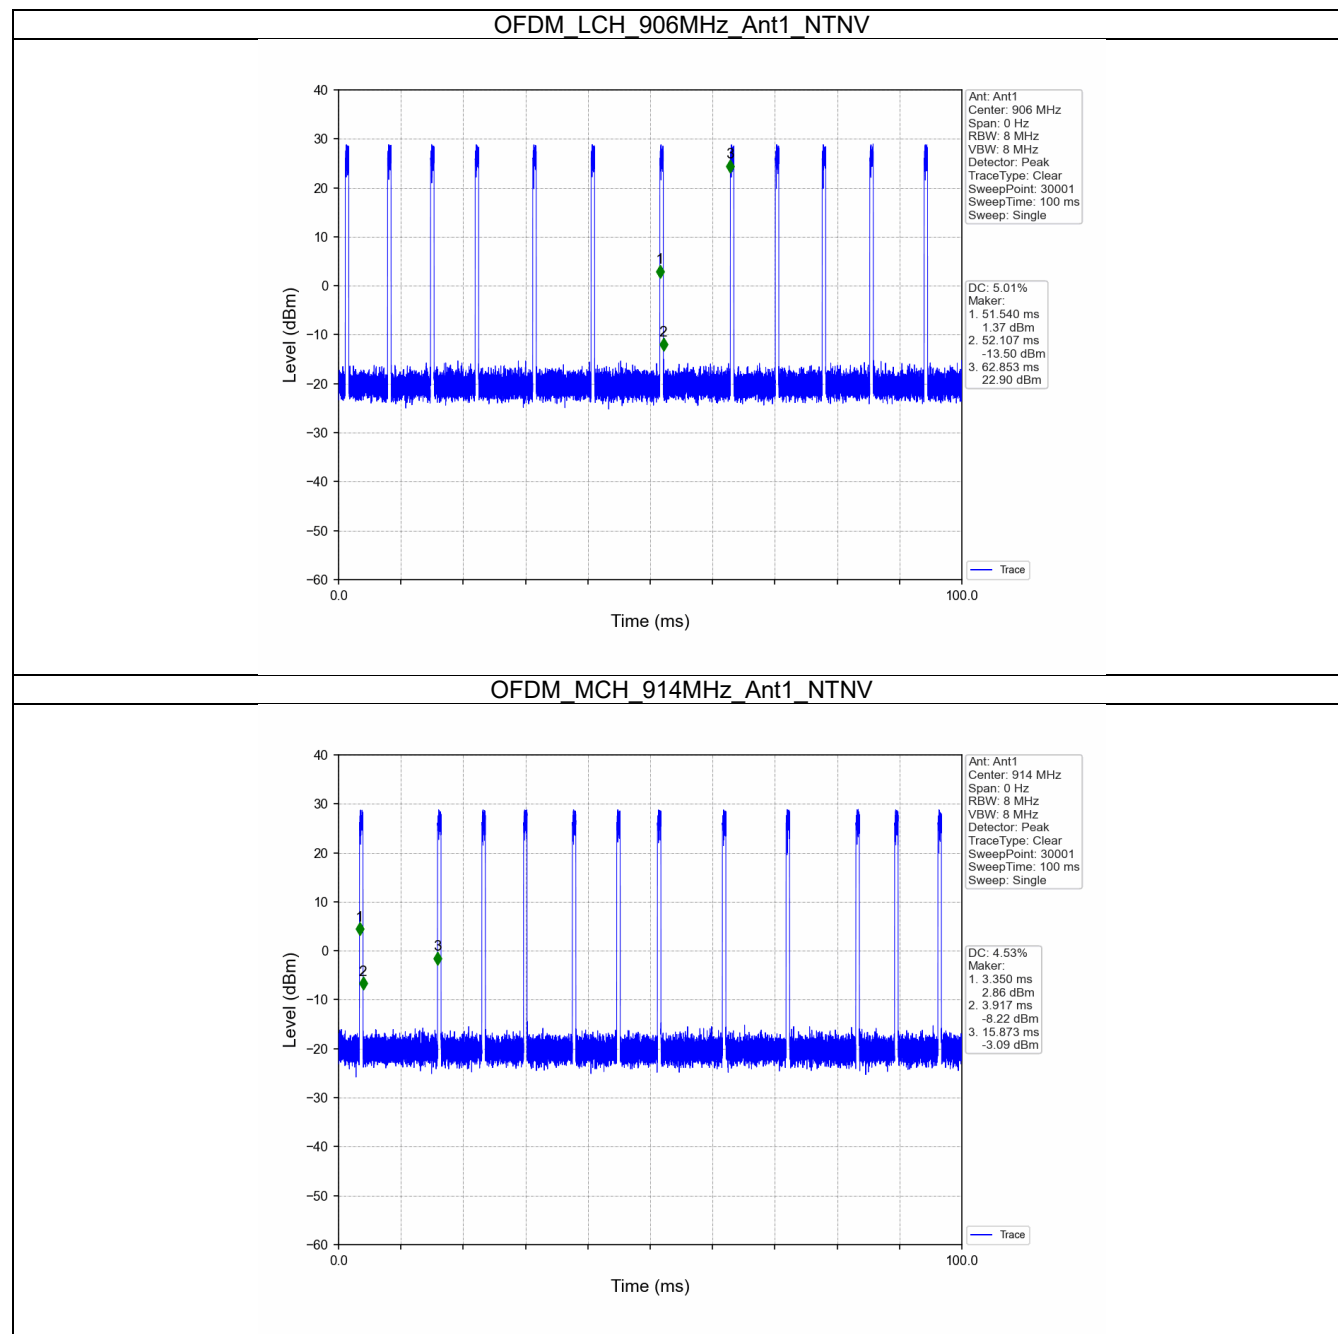 OFDM_LCH_906MHz_Ant1_NTNV
40
30
20
10
0
−10
−20
−30
−40
−50
−60
Level (dBm)
0.0
100.0
Time (ms)
1
2
3
Ant: Ant1
Center: 906 MHz
Span: 0 Hz
RBW: 8 MHz
VBW: 8 MHz
Detector: Peak
TraceType: Clear
SweepPoint: 30001
SweepTime: 100 ms
Sweep: Single
DC: 5.01%
Maker:
1. 51.540 ms
1.37 dBm
2. 52.107 ms
-13.50 dBm
3. 62.853 ms
22.90 dBm
Trace
OFDM_MCH_914MHz_Ant1_NTNV
40
30
20
10
0
−10
−20
−30
−40
−50
−60
Level (dBm)
0.0
100.0
Time (ms)
1
2
3
Ant: Ant1
Center: 914 MHz
Span: 0 Hz
RBW: 8 MHz
VBW: 8 MHz
Detector: Peak
TraceType: Clear
SweepPoint: 30001
SweepTime: 100 ms
Sweep: Single
DC: 4.53%
Maker:
1. 3.350 ms
2.86 dBm
2. 3.917 ms
-8.22 dBm
3. 15.873 ms
-3.09 dBm
Trace